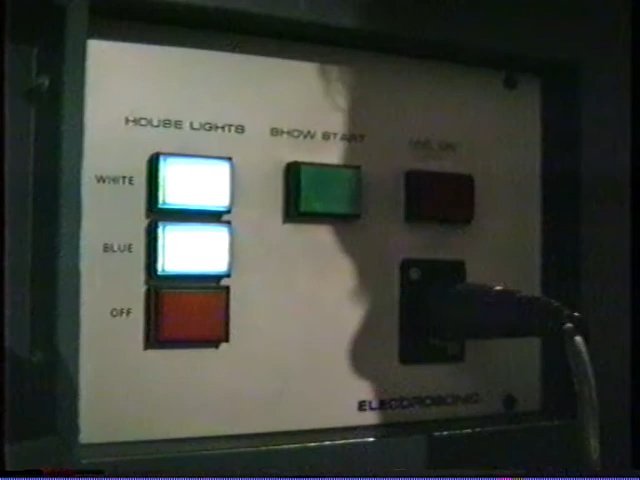 HOUSE LIGHTS
SHOW START
WHITE
BLUE
OFF
ELECTROSONIC